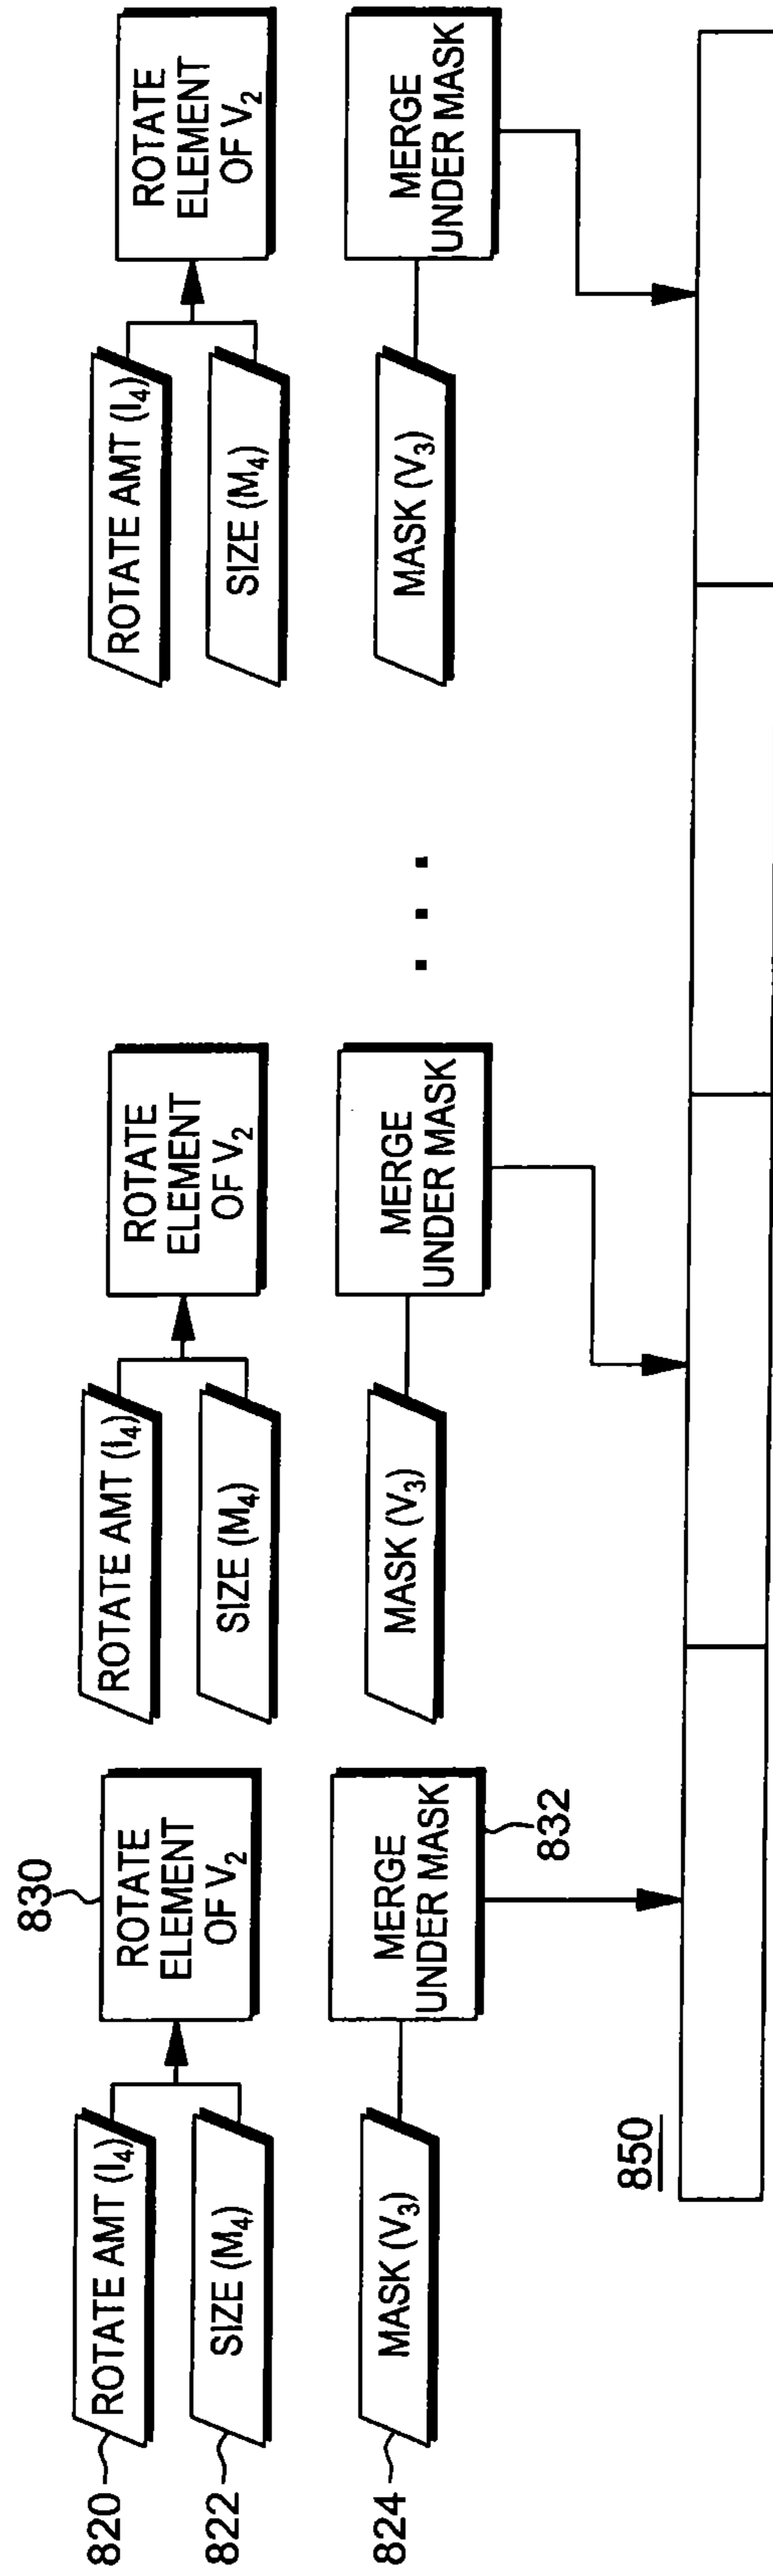 820
ROTATE AMT (I₄)
822
SIZE (M₄)
830
ROTATE
ELEMENT
OF V₂
824
MASK (V₃)
MERGE
UNDER MASK
832
ROTATE AMT (I₄)
SIZE (M₄)
ROTATE
ELEMENT
OF V₂
MASK (V₃)
MERGE
UNDER MASK
. . .
ROTATE AMT (I₄)
SIZE (M₄)
ROTATE
ELEMENT
OF V₂
MASK (V₃)
MERGE
UNDER MASK
850